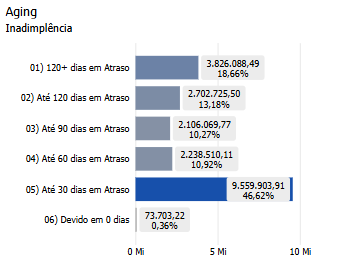 Aging
Inadimplência
01) 120+ dias em Atraso
3.826.088,49
18,66%
02) Até 120 dias em Atraso
2.702.725,50
13,18%
03) Até 90 dias em Atraso
2.106.069,77
10,27%
04) Até 60 dias em Atraso
2.238.510,11
10,92%
05) Até 30 dias em Atraso
9.559.903,91
46,62%
06) Devido em 0 dias
73.703,22
0,36%
0 Mi
5 Mi
10 Mi